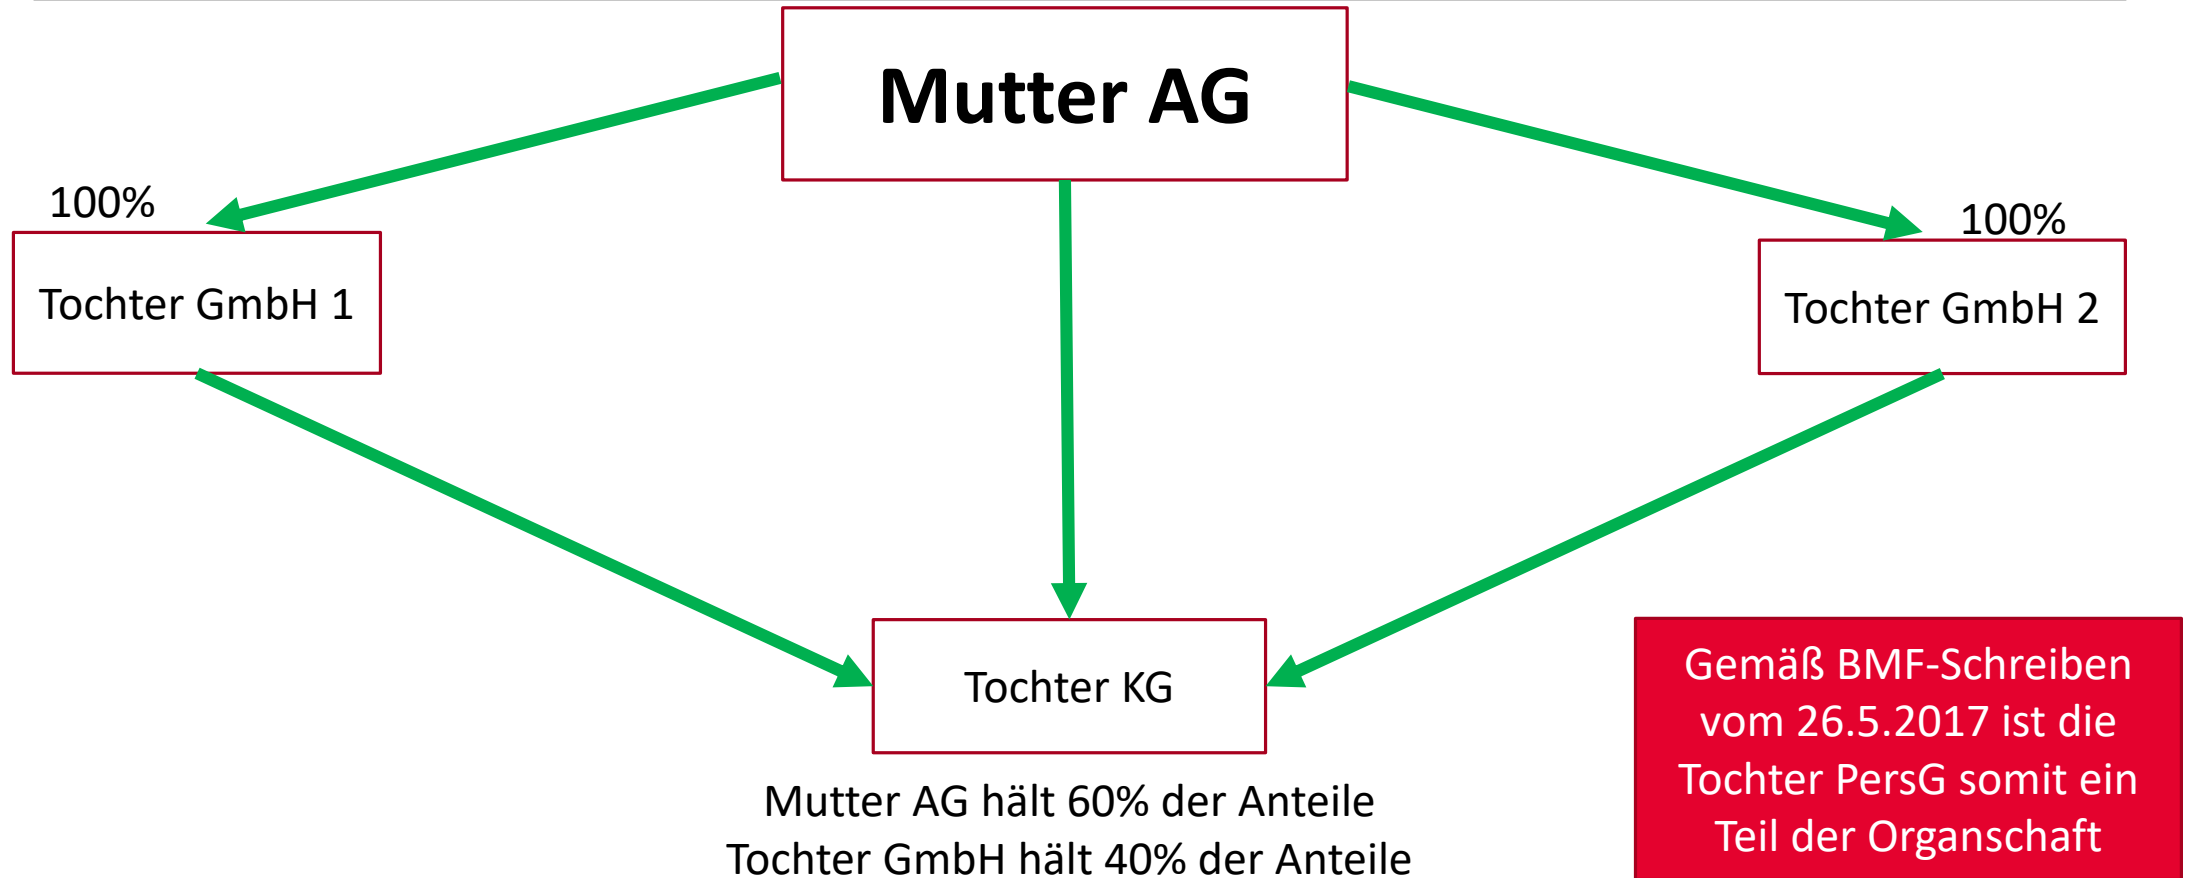 Mutter AG
100%
100%
Tochter GmbH 1
Tochter GmbH 2
Tochter KG
Mutter AG hält 60% der Anteile
Tochter GmbH hält 40% der Anteile
Gemäß BMF-Schreiben
vom 26.5.2017 ist die
Tochter PersG somit ein
Teil der Organschaft